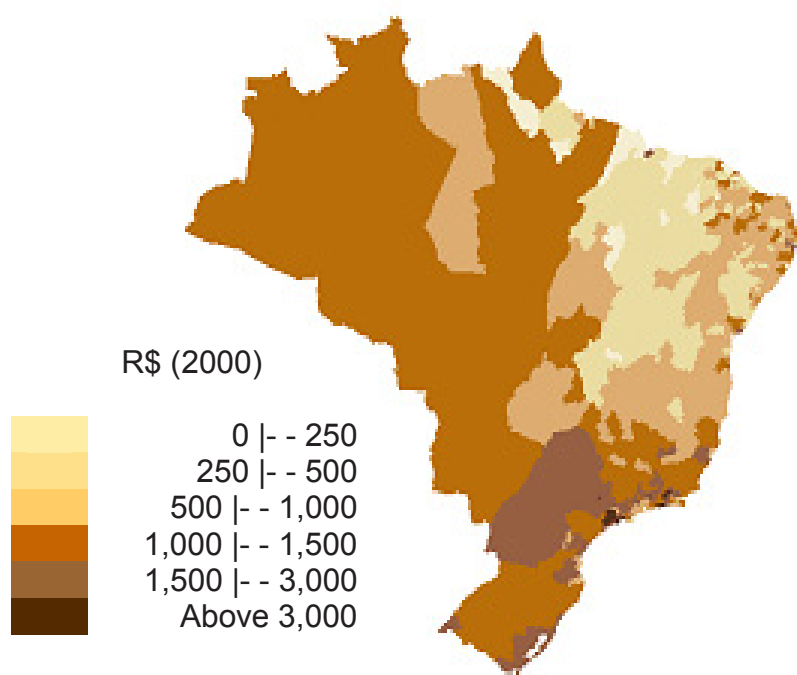 R$ (2000)
0 |- - 250
250 |- - 500
500 |- - 1,000
1,000 |- - 1,500
1,500 |- - 3,000
Above 3,000